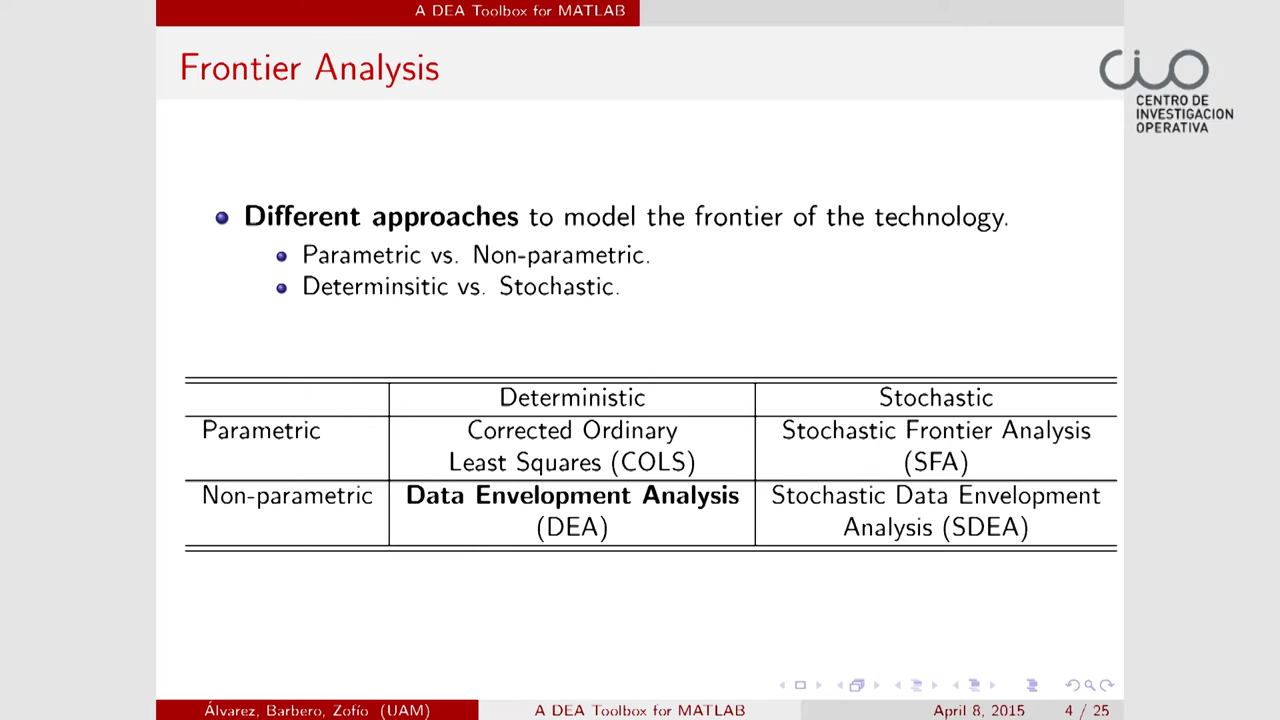 A DEA Toolbox for MATLAB
Frontier Analysis
CIO
CENTRO DE
INVESTIGACION
OPERATIVA
Different approaches to model the frontier of the technology.
Parametric vs. Non-parametric.
Determinsitic vs. Stochastic.
Deterministic Stochastic
Parametric Corrected Ordinary Stochastic Frontier Analysis
Least Squares (COLS) (SFA)
Non-parametric Data Envelopment Analysis Stochastic Data Envelopment
(DEA) Analysis (SDEA)
Álvarez, Barbero, Zofío (UAM) A DEA Toolbox for MATLAB April 8, 2015 4 / 25